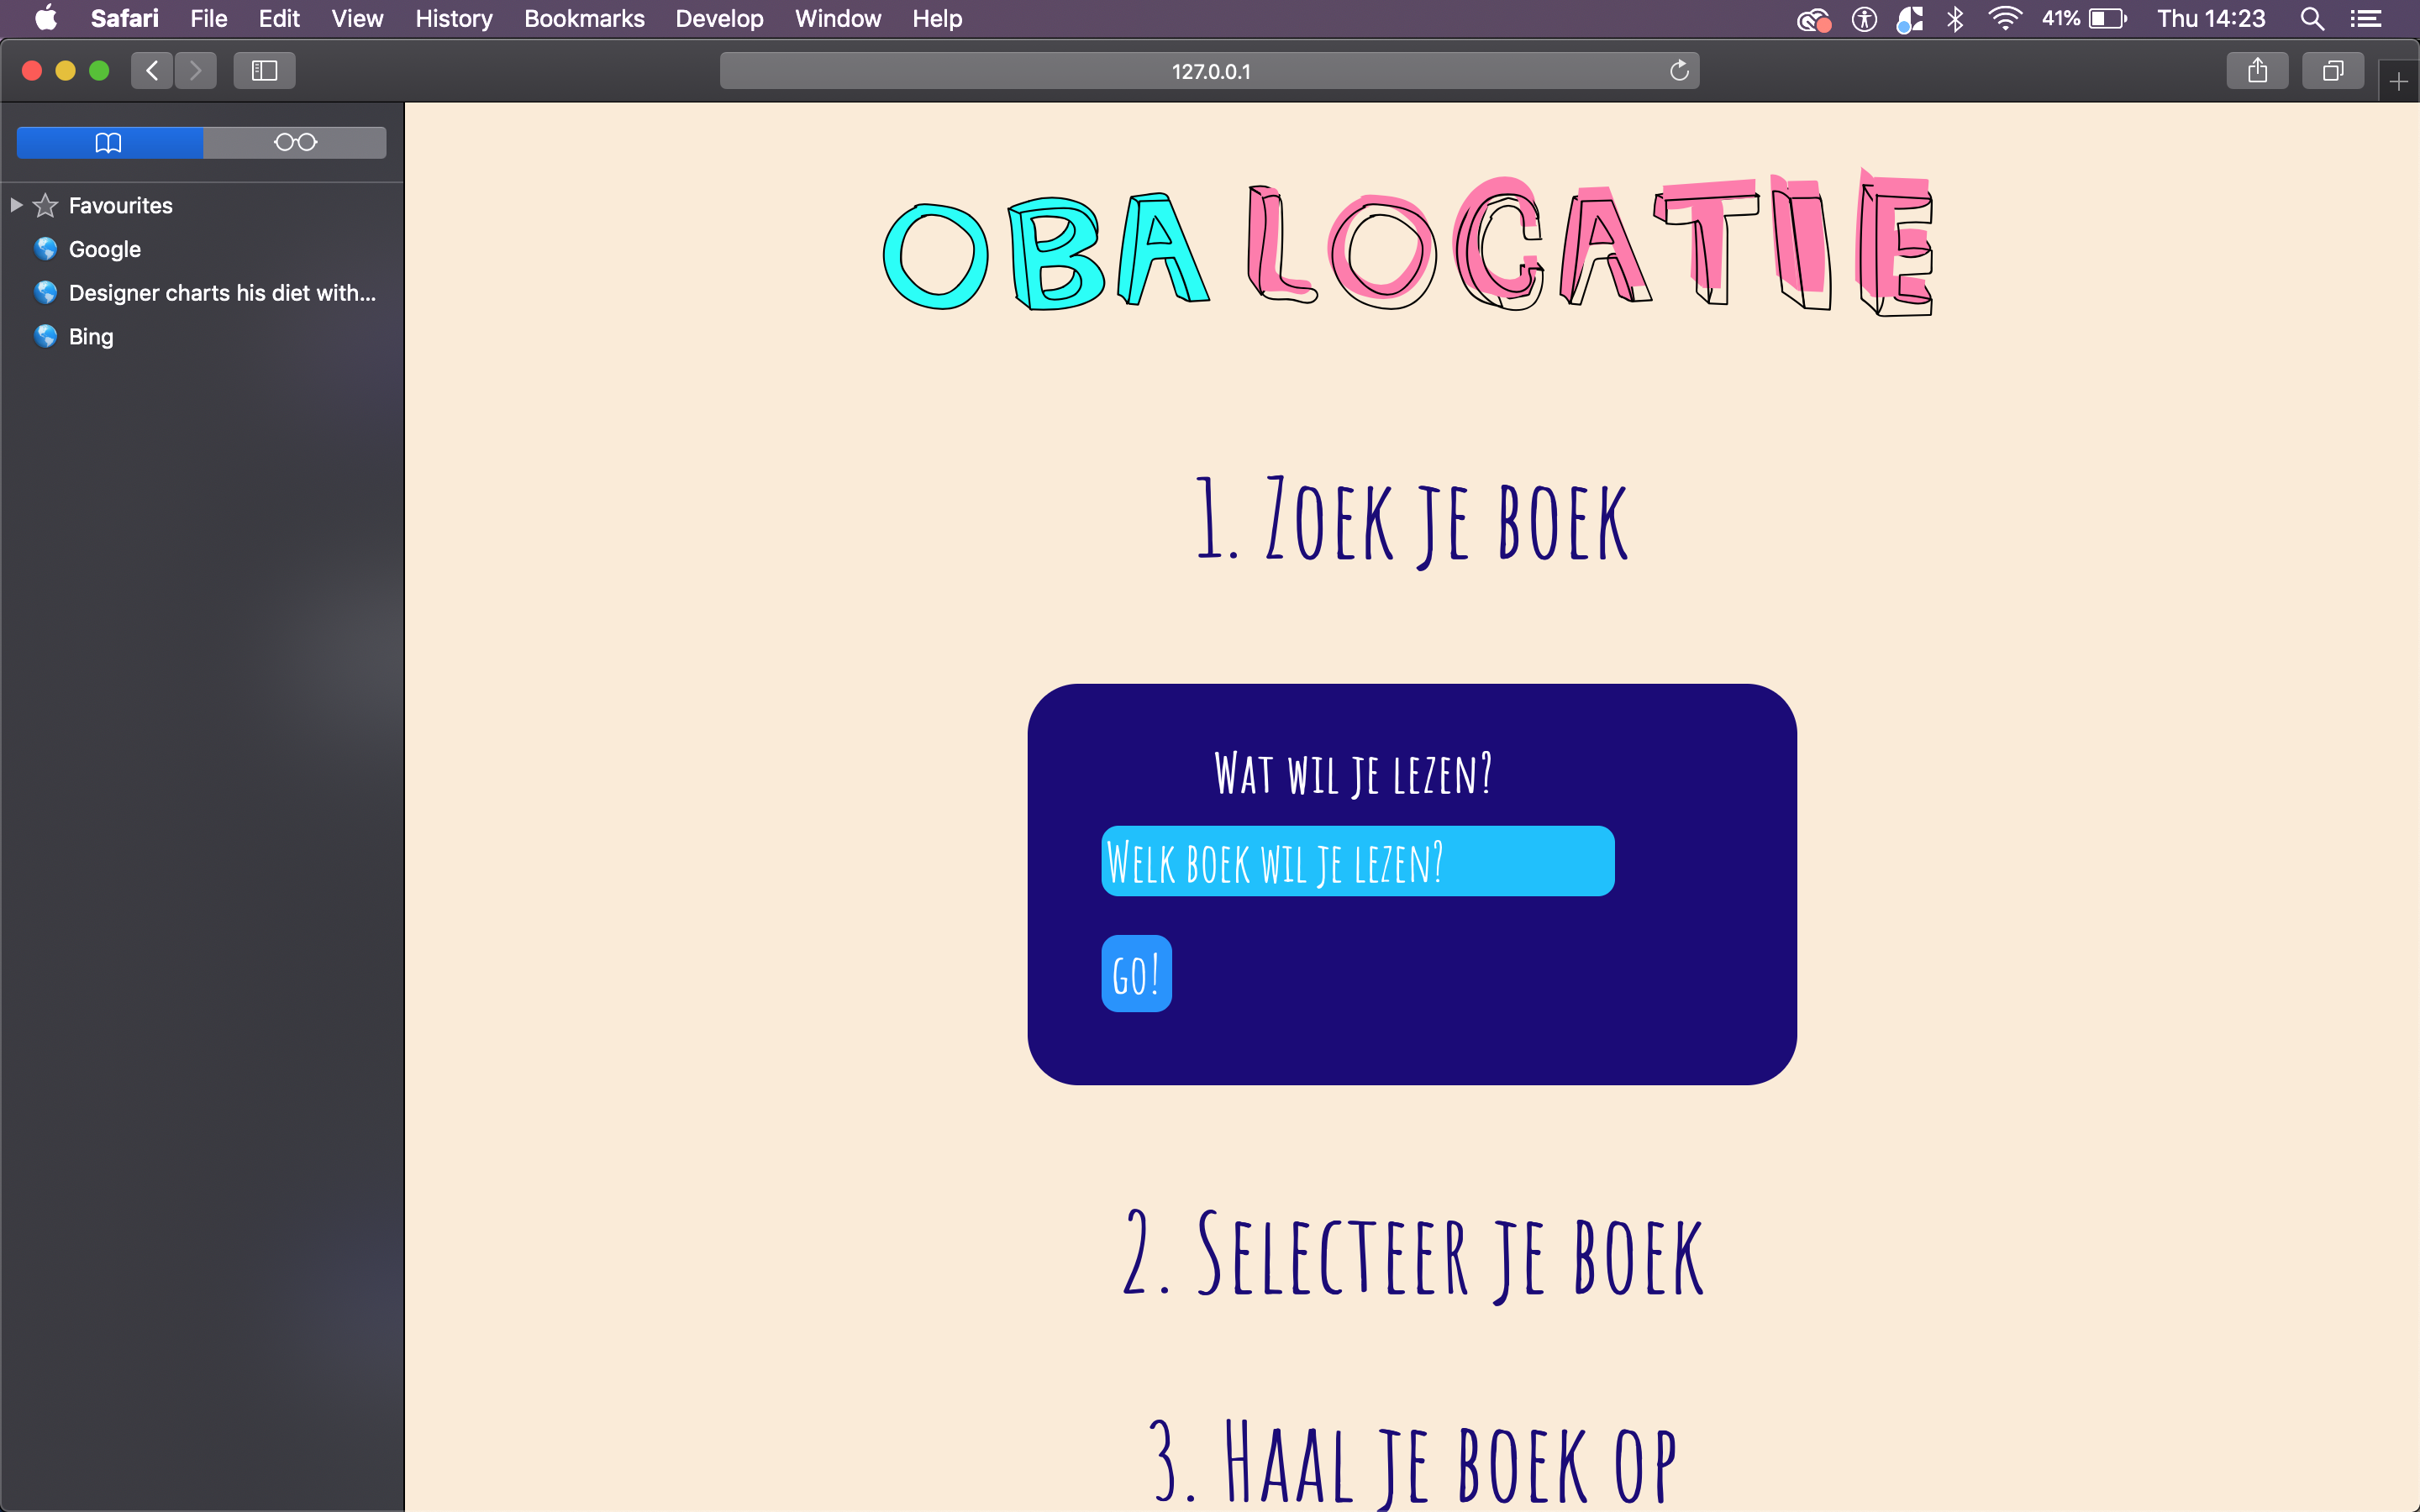 Safari File Edit View History Bookmarks Develop Window Help 41% Thu 14:23
127.0.0.1
Favourites
Google
Designer charts his diet with...
Bing
OBA LOCATIE
1. Zoek je boek
Wat wil je lezen?
Welk boek wil je lezen?
GO!
2. Selecteer je boek
3. Haal je boek op